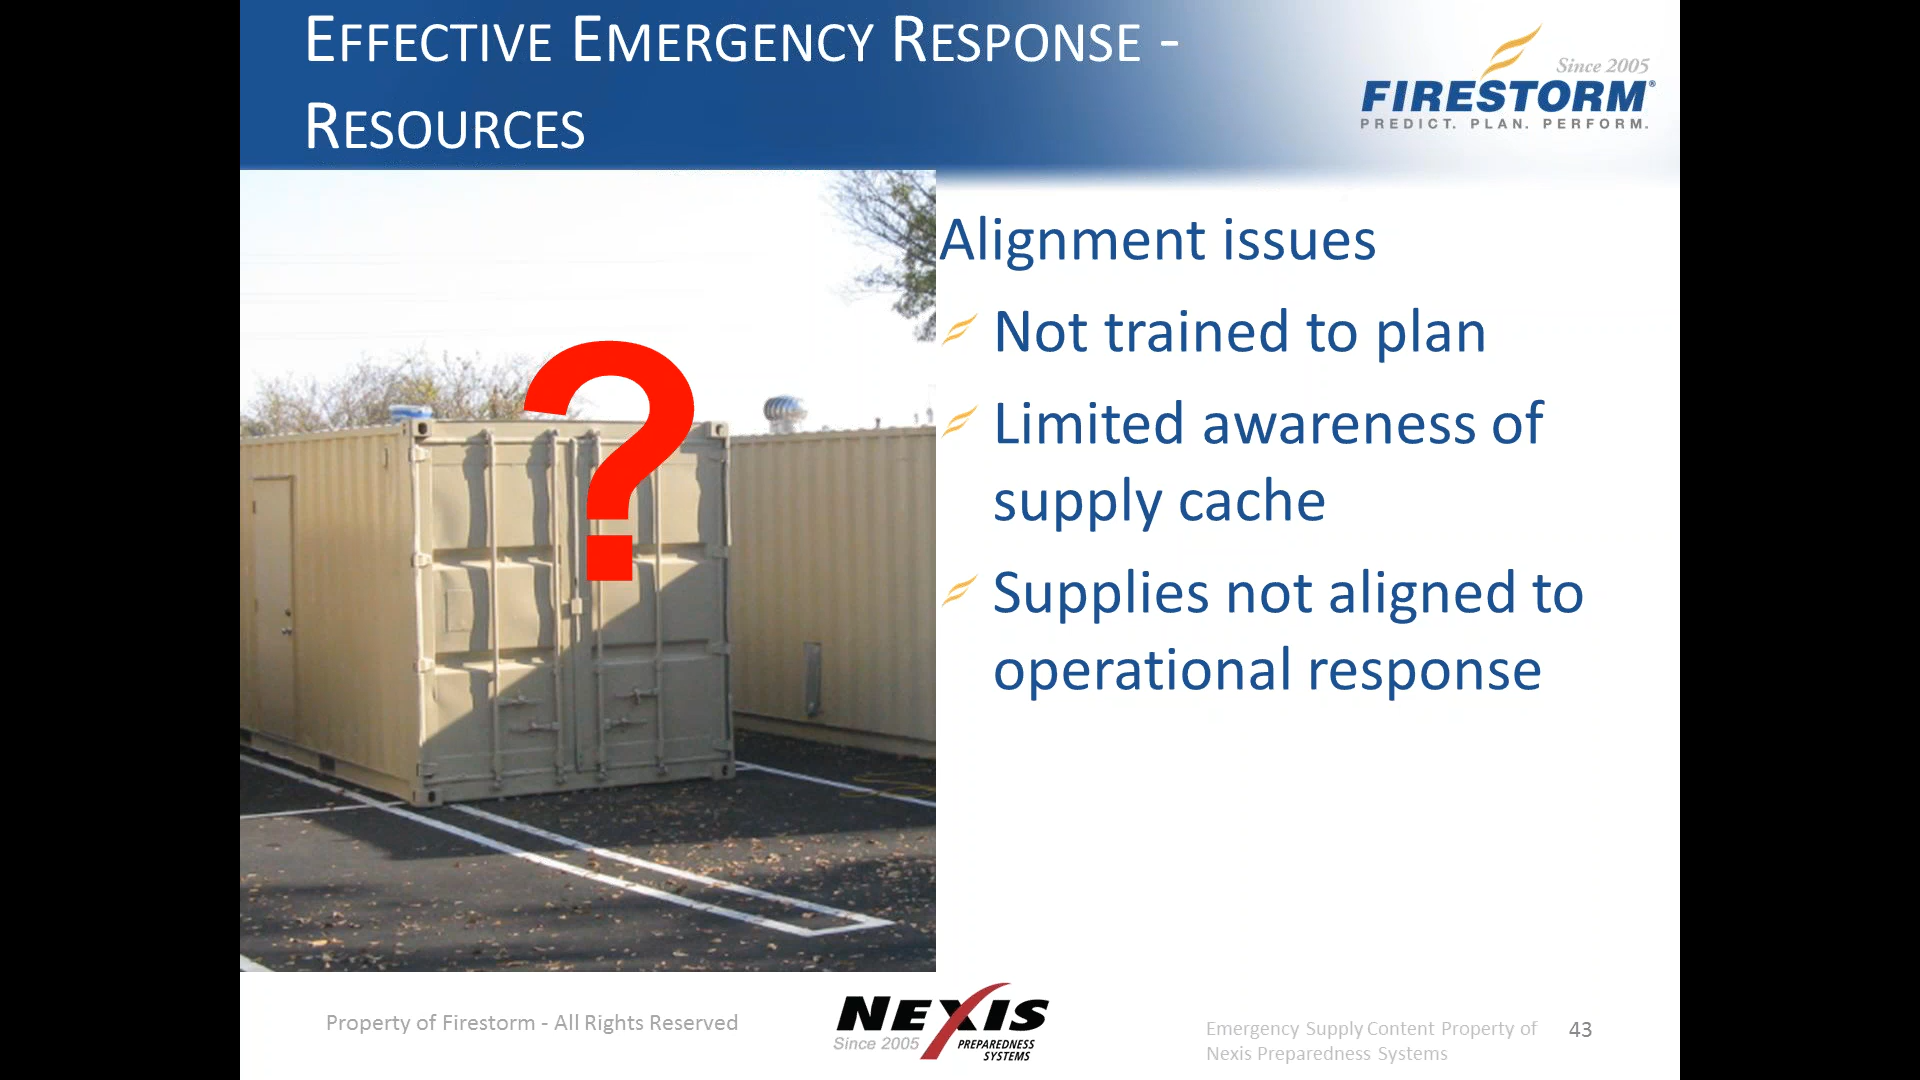 Effective Emergency Response -
Resources
Since 2005
FIRESTORM®
PREDICT. PLAN. PERFORM.
?
Alignment issues
Not trained to plan
Limited awareness of
supply cache
Supplies not aligned to
operational response
Property of Firestorm - All Rights Reserved
NEXIS
Since 2005
PREPAREDNESS
SYSTEMS
Emergency Supply Content Property of
Nexis Preparedness Systems
43